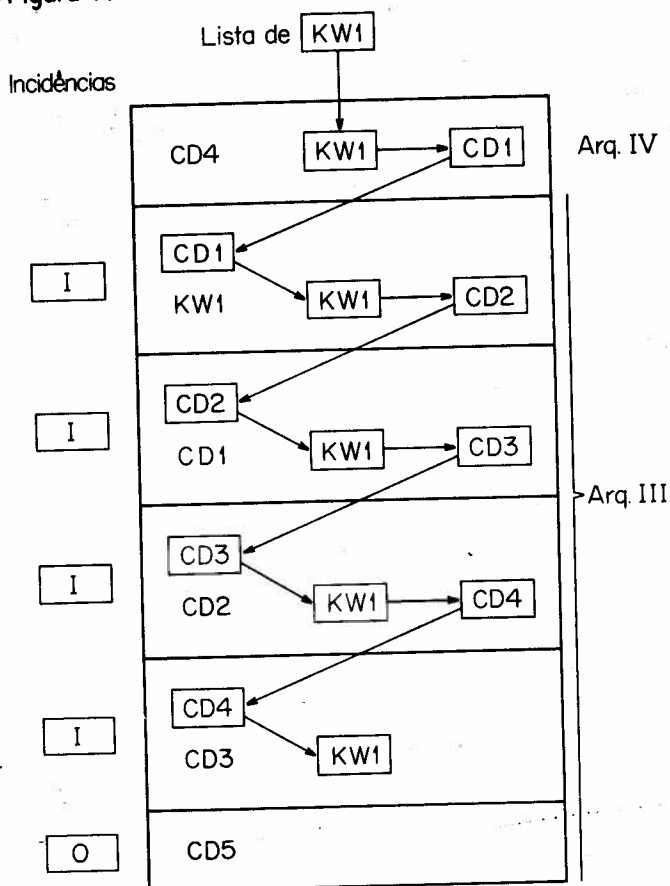 Lista de KW1
Incidências
CD4 KW1 CD1 Arq. IV
CD1
I KW1 KW1 CD2
CD2
I CD1 KW1 CD3
Arq. III
CD3
I CD2 KW1 CD4
CD4
I CD3 KW1
O CD5